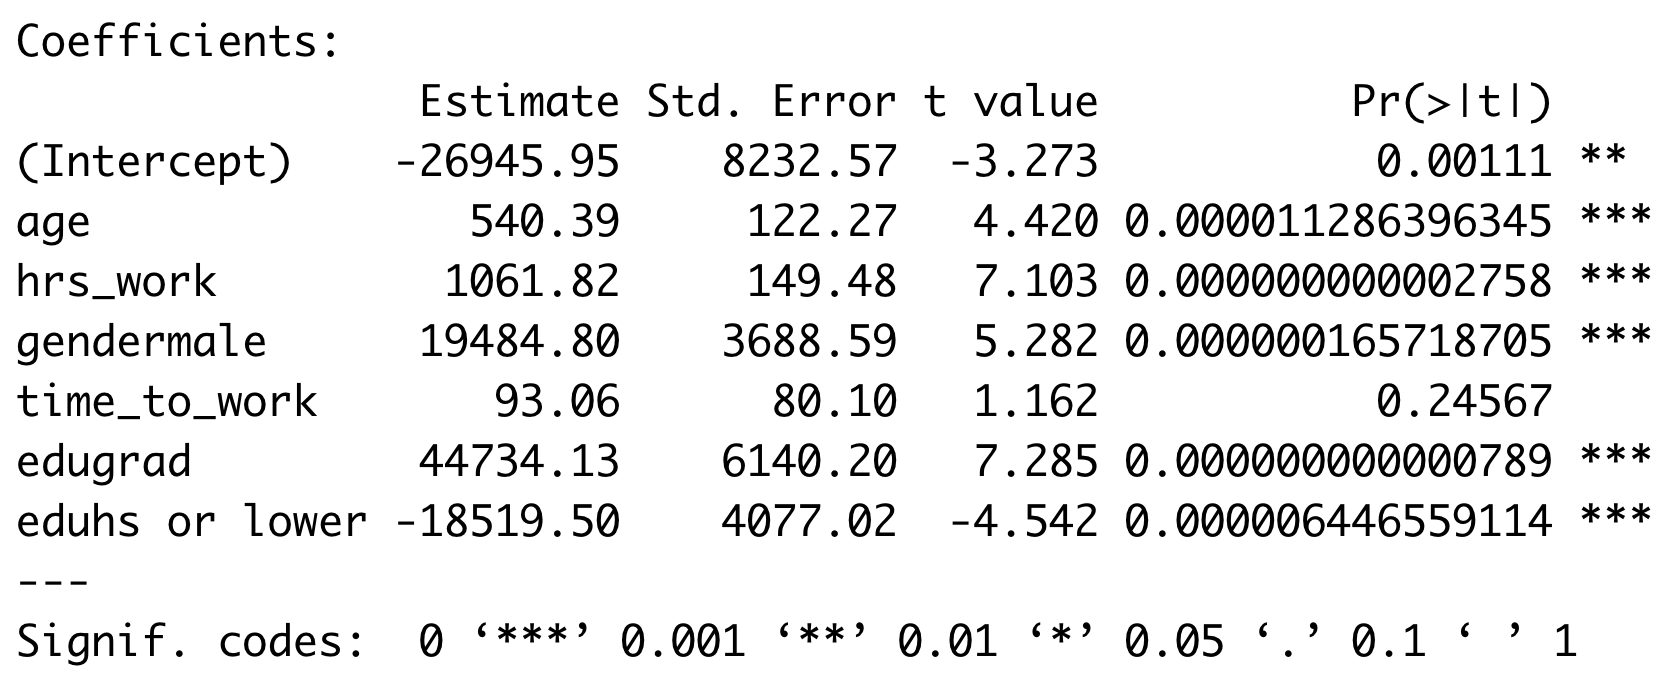 Coefficients:
Estimate Std. Error t value Pr(>|t|)
(Intercept) -26945.95 8232.57 -3.273 0.00111 **
age 540.39 122.27 4.420 0.000011286396345 ***
hrs_work 1061.82 149.48 7.103 0.000000000002758 ***
gendermale 19484.80 3688.59 5.282 0.000000165718705 ***
time_to_work 93.06 80.10 1.162 0.24567
edugrad 44734.13 6140.20 7.285 0.000000000000789 ***
eduhs or lower -18519.50 4077.02 -4.542 0.000006446559114 ***
---
Signif. codes: 0 ‘***’ 0.001 ‘**’ 0.01 ‘*’ 0.05 ‘.’ 0.1 ‘ ’ 1